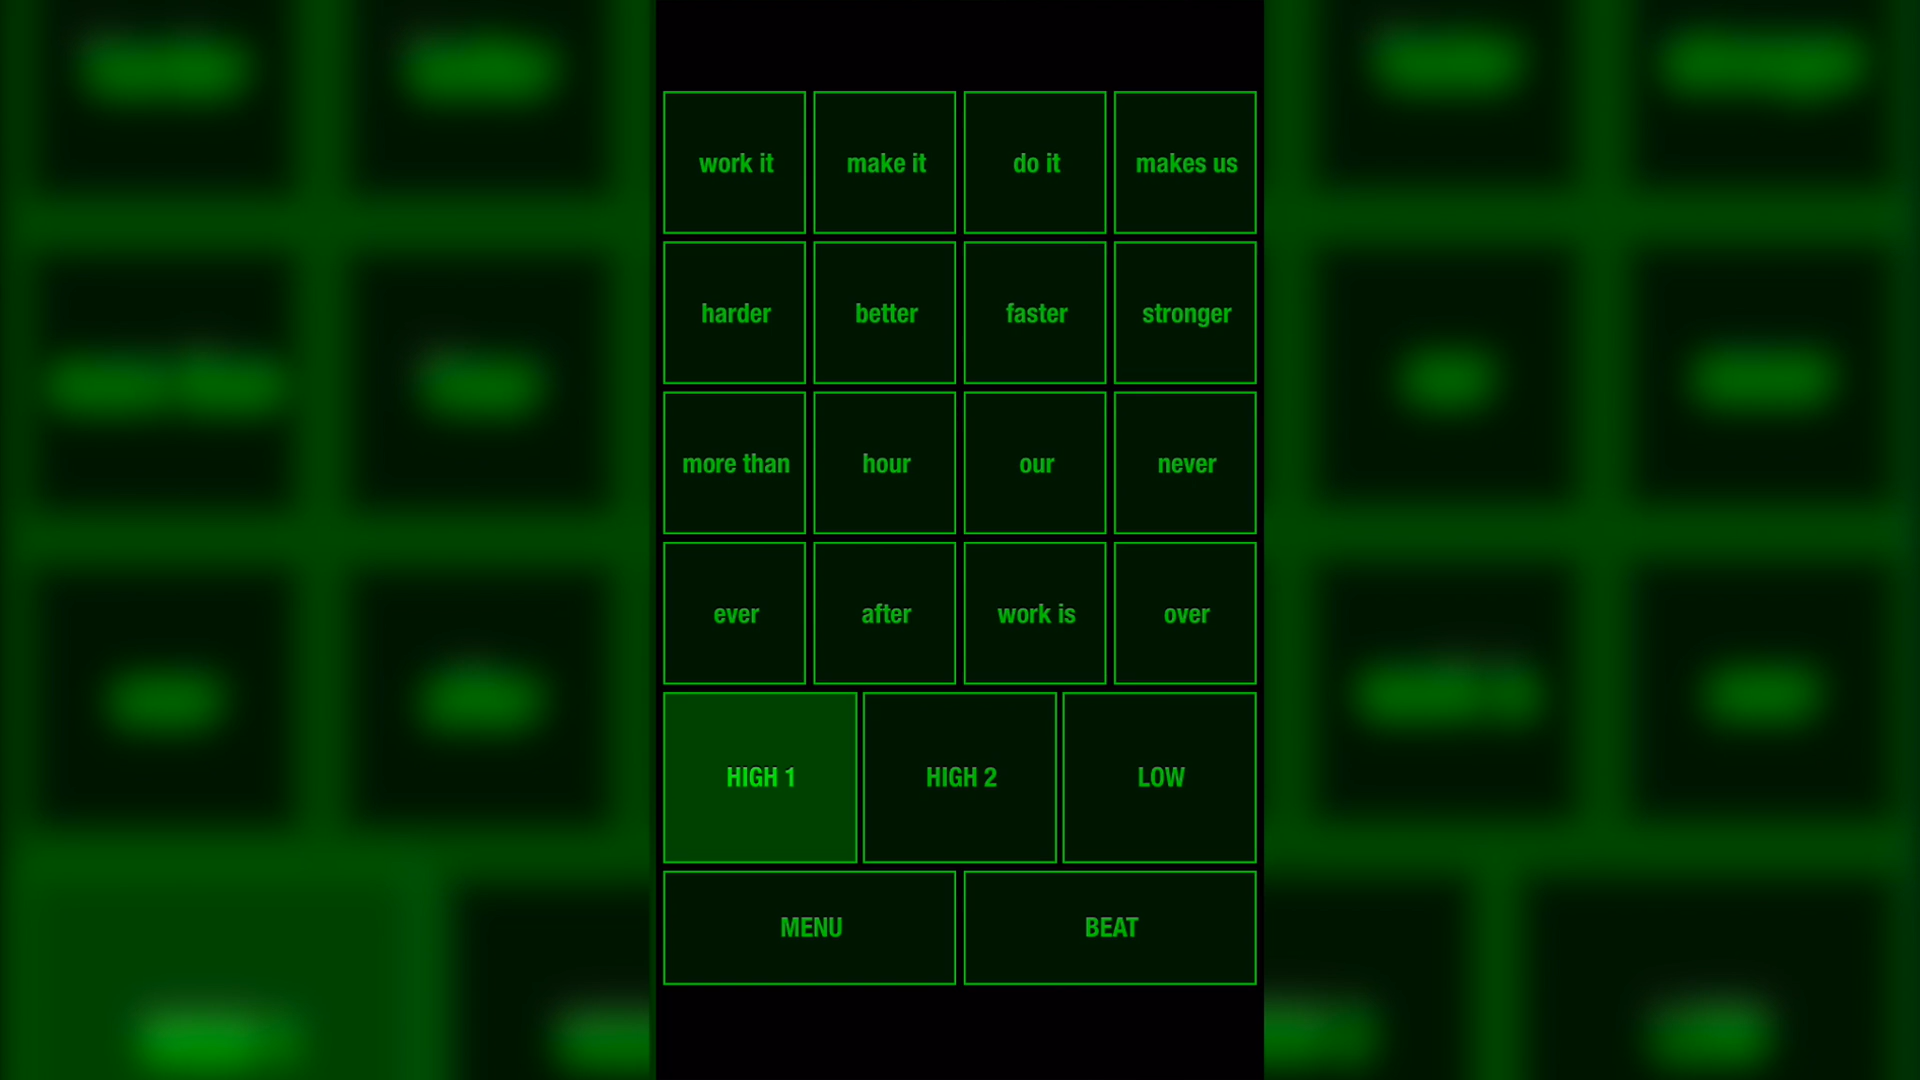 work it make it do it makes us
harder better faster stronger
more than hour our never
ever after work is over
HIGH 1 HIGH 2 LOW
MENU BEAT